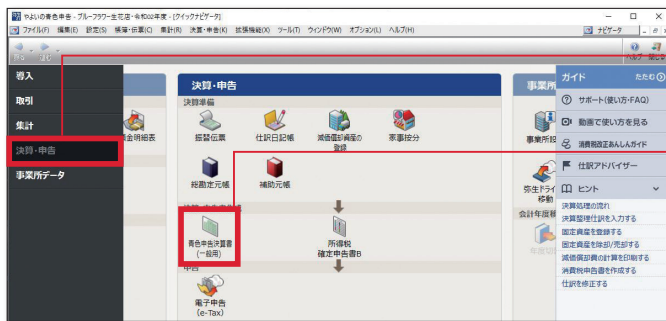 やよいの青色申告 - ブルーフラワー生花店・令和02年度 - [クイックナビゲータ]
ファイル(F) 編集(E) 設定(S) 帳簿・伝票(C) 集計(R) 決算・申告(K) 拡張機能(X) ツール(T) ウィンドウ(W) オプション(L) ヘルプ(H)
ナビゲータ
ヘルプ 閉じる
導入
取引
集計
決算・申告
事業所データ
金明細表
決算・申告
決算準備
振替伝票
仕訳日記帳
減価償却資産の
登録
家事按分
総勘定元帳
補助元帳
青色申告決算書
(一般用)
所得税
確定申告書B
申告
電子申告
(e-Tax)
事業所
事業所設
弥生ドライ
移動
会計年度
ガイド たたむ
サポート(使い方・FAQ)
動画で使い方を見る
消費税改正あんしんガイド
仕訳アドバイザー
ヒント
決算処理の流れ
決算整理仕訳を入力する
固定資産を登録する
固定資産を除却/売却する
減価償却費の計算を印刷する
消費税申告書を作成する
仕訳を修正する